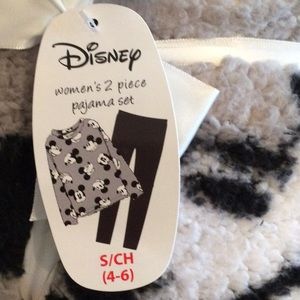 Disney
women's 2 piece
pajama set
S/CH
(4-6)